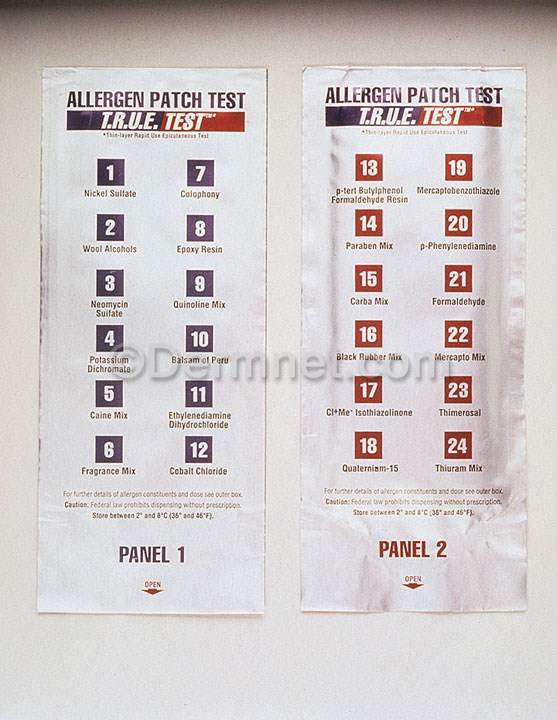 ALLERGEN PATCH TEST
T.R.U.E. TEST™*
*Thin-layer Rapid Use Epicutaneous Test
1
Nickel Sulfate
7
Colophony
2
Wool Alcohols
8
Epoxy Resin
3
Neomycin
Sulfate
9
Quinoline Mix
4
Potassium
Dichromate
10
Balsam of Peru
5
Caine Mix
11
Ethylenediamine
Dihydrochloride
6
Fragrance Mix
12
Cobalt Chloride
For further details of allergen constituents and dose see outer box.
Caution: Federal law prohibits dispensing without prescription.
Store between 2° and 8°C (36° and 46°F).
PANEL 1
OPEN
ALLERGEN PATCH TEST
T.R.U.E. TEST™*
*Thin-layer Rapid Use Epicutaneous Test
13
p-tert Butylphenol
Formaldehyde Resin
19
Mercaptobenzothiazole
14
Paraben Mix
20
p-Phenylenediamine
15
Carba Mix
21
Formaldehyde
16
Black Rubber Mix
22
Mercapto Mix
17
Cl+Me- Isothiazolinone
23
Thimerosal
18
Quaternium-15
24
Thiuram Mix
For further details of allergen constituents and dose see outer box.
Caution: Federal law prohibits dispensing without prescription.
Store between 2° and 8°C (36° and 46°F).
PANEL 2
OPEN
©Dermnet.com